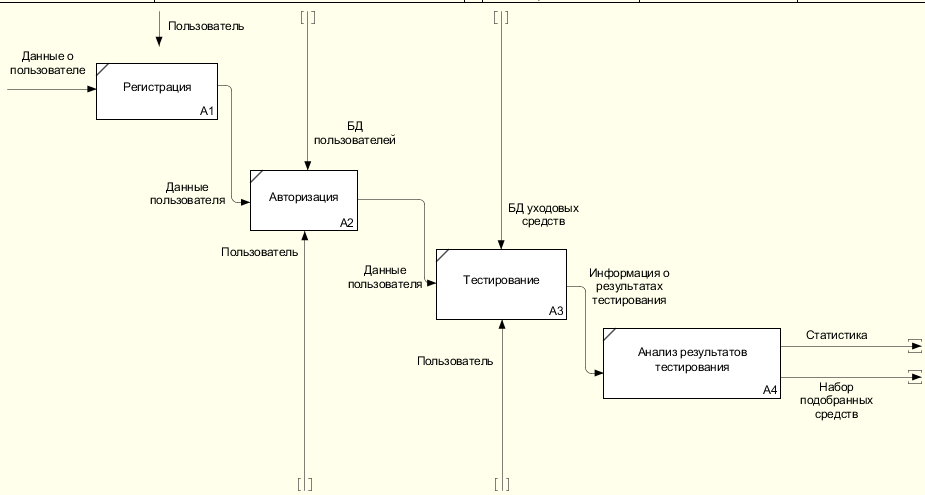 Пользователь
Данные о
пользователе
Регистрация
A1
БД
пользователей
Данные
пользователя
Авторизация
A2
Пользователь
БД уходовых
средств
Данные
пользователя
Тестирование
A3
Информация о
результатах
тестирования
Пользователь
Анализ результатов
тестирования
A4
Статистика
Набор
подобранных
средств